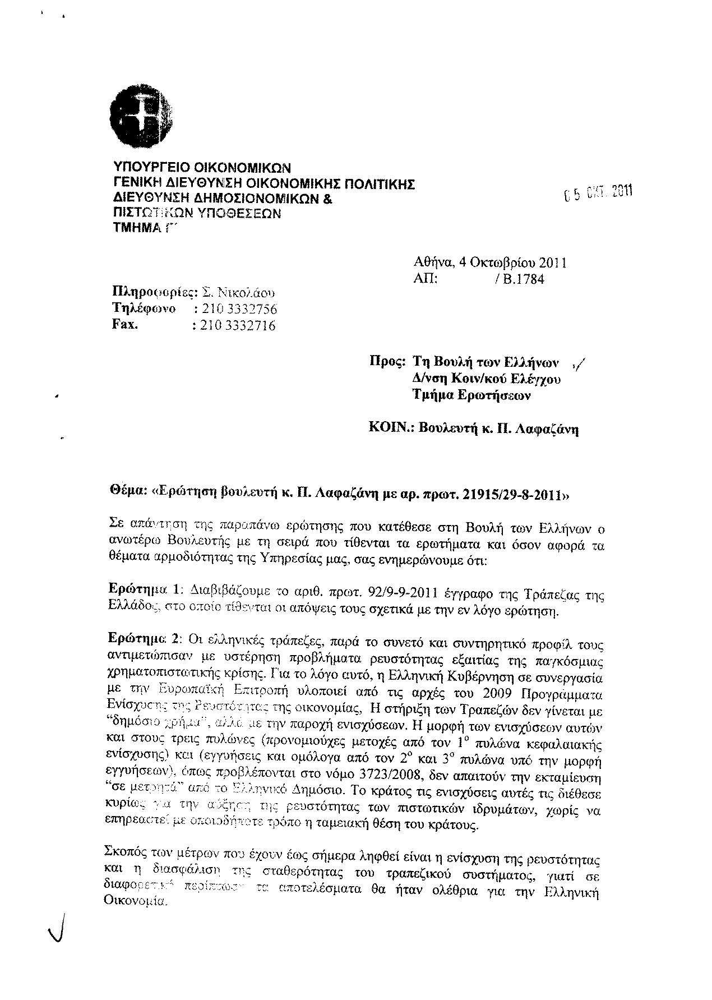 ΥΠΟΥΡΓΕΙΟ ΟΙΚΟΝΟΜΙΚΩΝ
ΓΕΝΙΚΗ ΔΙΕΥΘΥΝΣΗ ΟΙΚΟΝΟΜΙΚΗΣ ΠΟΛΙΤΙΚΗΣ
ΔΙΕΥΘΥΝΣΗ ΔΗΜΟΣΙΟΝΟΜΙΚΩΝ &
ΠΙΣΤΩΤΙΚΩΝ ΥΠΟΘΕΣΕΩΝ
ΤΜΗΜΑ Γ΄
05 ΟΚΤ. 2011
Αθήνα, 4 Οκτωβρίου 2011
ΑΠ: / Β.1784
Πληροφορίες: Σ. Νικολάου
Τηλέφωνο : 210 3332756
Fax. : 210 3332716
Προς: Τη Βουλή των Ελλήνων
Δ/νση Κοιν/κού Ελέγχου
Τμήμα Ερωτήσεων
ΚΟΙΝ.: Βουλευτή κ. Π. Λαφαζάνη
Θέμα: «Ερώτηση βουλευτή κ. Π. Λαφαζάνη με αρ. πρωτ. 21915/29-8-2011»
Σε απάντηση της παραπάνω ερώτησης που κατέθεσε στη Βουλή των Ελλήνων ο
ανωτέρω Βουλευτής με τη σειρά που τίθενται τα ερωτήματα και όσον αφορά τα
θέματα αρμοδιότητας της Υπηρεσίας μας, σας ενημερώνουμε ότι:
Ερώτημα 1: Διαβιβάζουμε το αριθ. πρωτ. 92/9-9-2011 έγγραφο της Τράπεζας της
Ελλάδος, στο οποίο τίθενται οι απόψεις τους σχετικά με την εν λόγο ερώτηση.
Ερώτημα 2: Οι ελληνικές τράπεζες, παρά το συνετό και συντηρητικό προφίλ τους
αντιμετώπισαν με υστέρηση προβλήματα ρευστότητας εξαιτίας της παγκόσμιας
χρηματοπιστωτικής κρίσης. Για το λόγο αυτό, η Ελληνική Κυβέρνηση σε συνεργασία
με την Ευρωπαϊκή Επιτροπή υλοποιεί από τις αρχές του 2009 Προγράμματα
Ενίσχυσης της Ρευστότητας της οικονομίας, Η στήριξη των Τραπεζών δεν γίνεται με
“δημόσιο χρήμα”, αλλά με την παροχή ενισχύσεων. Η μορφή των ενισχύσεων αυτών
και στους τρεις πυλώνες (προνομιούχες μετοχές από τον 1ο πυλώνα κεφαλαιακής
ενίσχυσης) και (εγγυήσεις και ομόλογα από τον 2ο και 3ο πυλώνα υπό την μορφή
εγγυήσεων), όπως προβλέπονται στο νόμο 3723/2008, δεν απαιτούν την εκταμίευση
“σε μετρητά” από το Ελληνικό Δημόσιο. Το κράτος τις ενισχύσεις αυτές τις διέθεσε
κυρίως για την αύξηση της ρευστότητας των πιστωτικών ιδρυμάτων, χωρίς να
επηρεαστεί με οποιοδήποτε τρόπο η ταμειακή θέση του κράτους.
Σκοπός των μέτρων που έχουν έως σήμερα ληφθεί είναι η ενίσχυση της ρευστότητας
και η διασφάλιση της σταθερότητας του τραπεζικού συστήματος, γιατί σε
διαφορετική περίπτωση τα αποτελέσματα θα ήταν ολέθρια για την Ελληνική
Οικονομία.